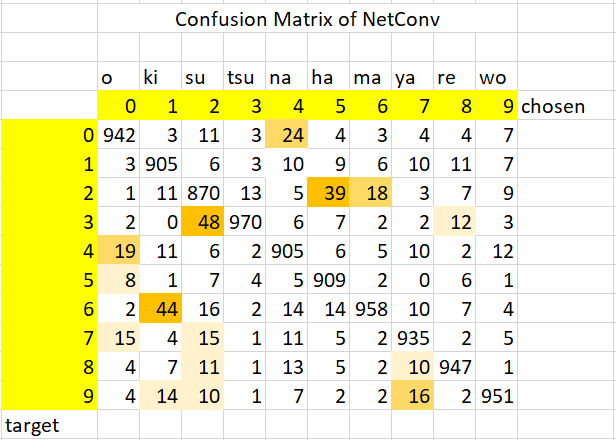 Confusion Matrix of NetConv
o ki su tsu na ha ma ya re wo
0 1 2 3 4 5 6 7 8 9 chosen
0 942 3 11 3 24 4 3 4 4 7
1 3 905 6 3 10 9 6 10 11 7
2 1 11 870 13 5 39 18 3 7 9
3 2 0 48 970 6 7 2 2 12 3
4 19 11 6 2 905 6 5 10 2 12
5 8 1 7 4 5 909 2 0 6 1
6 2 44 16 2 14 14 958 10 7 4
7 15 4 15 1 11 5 2 935 2 5
8 4 7 11 1 13 5 2 10 947 1
9 4 14 10 1 7 2 2 16 2 951
target